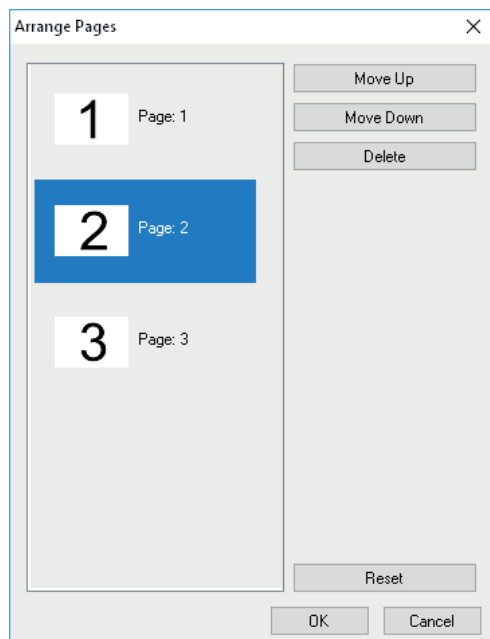 Arrange Pages
1 Page: 1
2 Page: 2
3 Page: 3
Move Up
Move Down
Delete
Reset
OK
Cancel